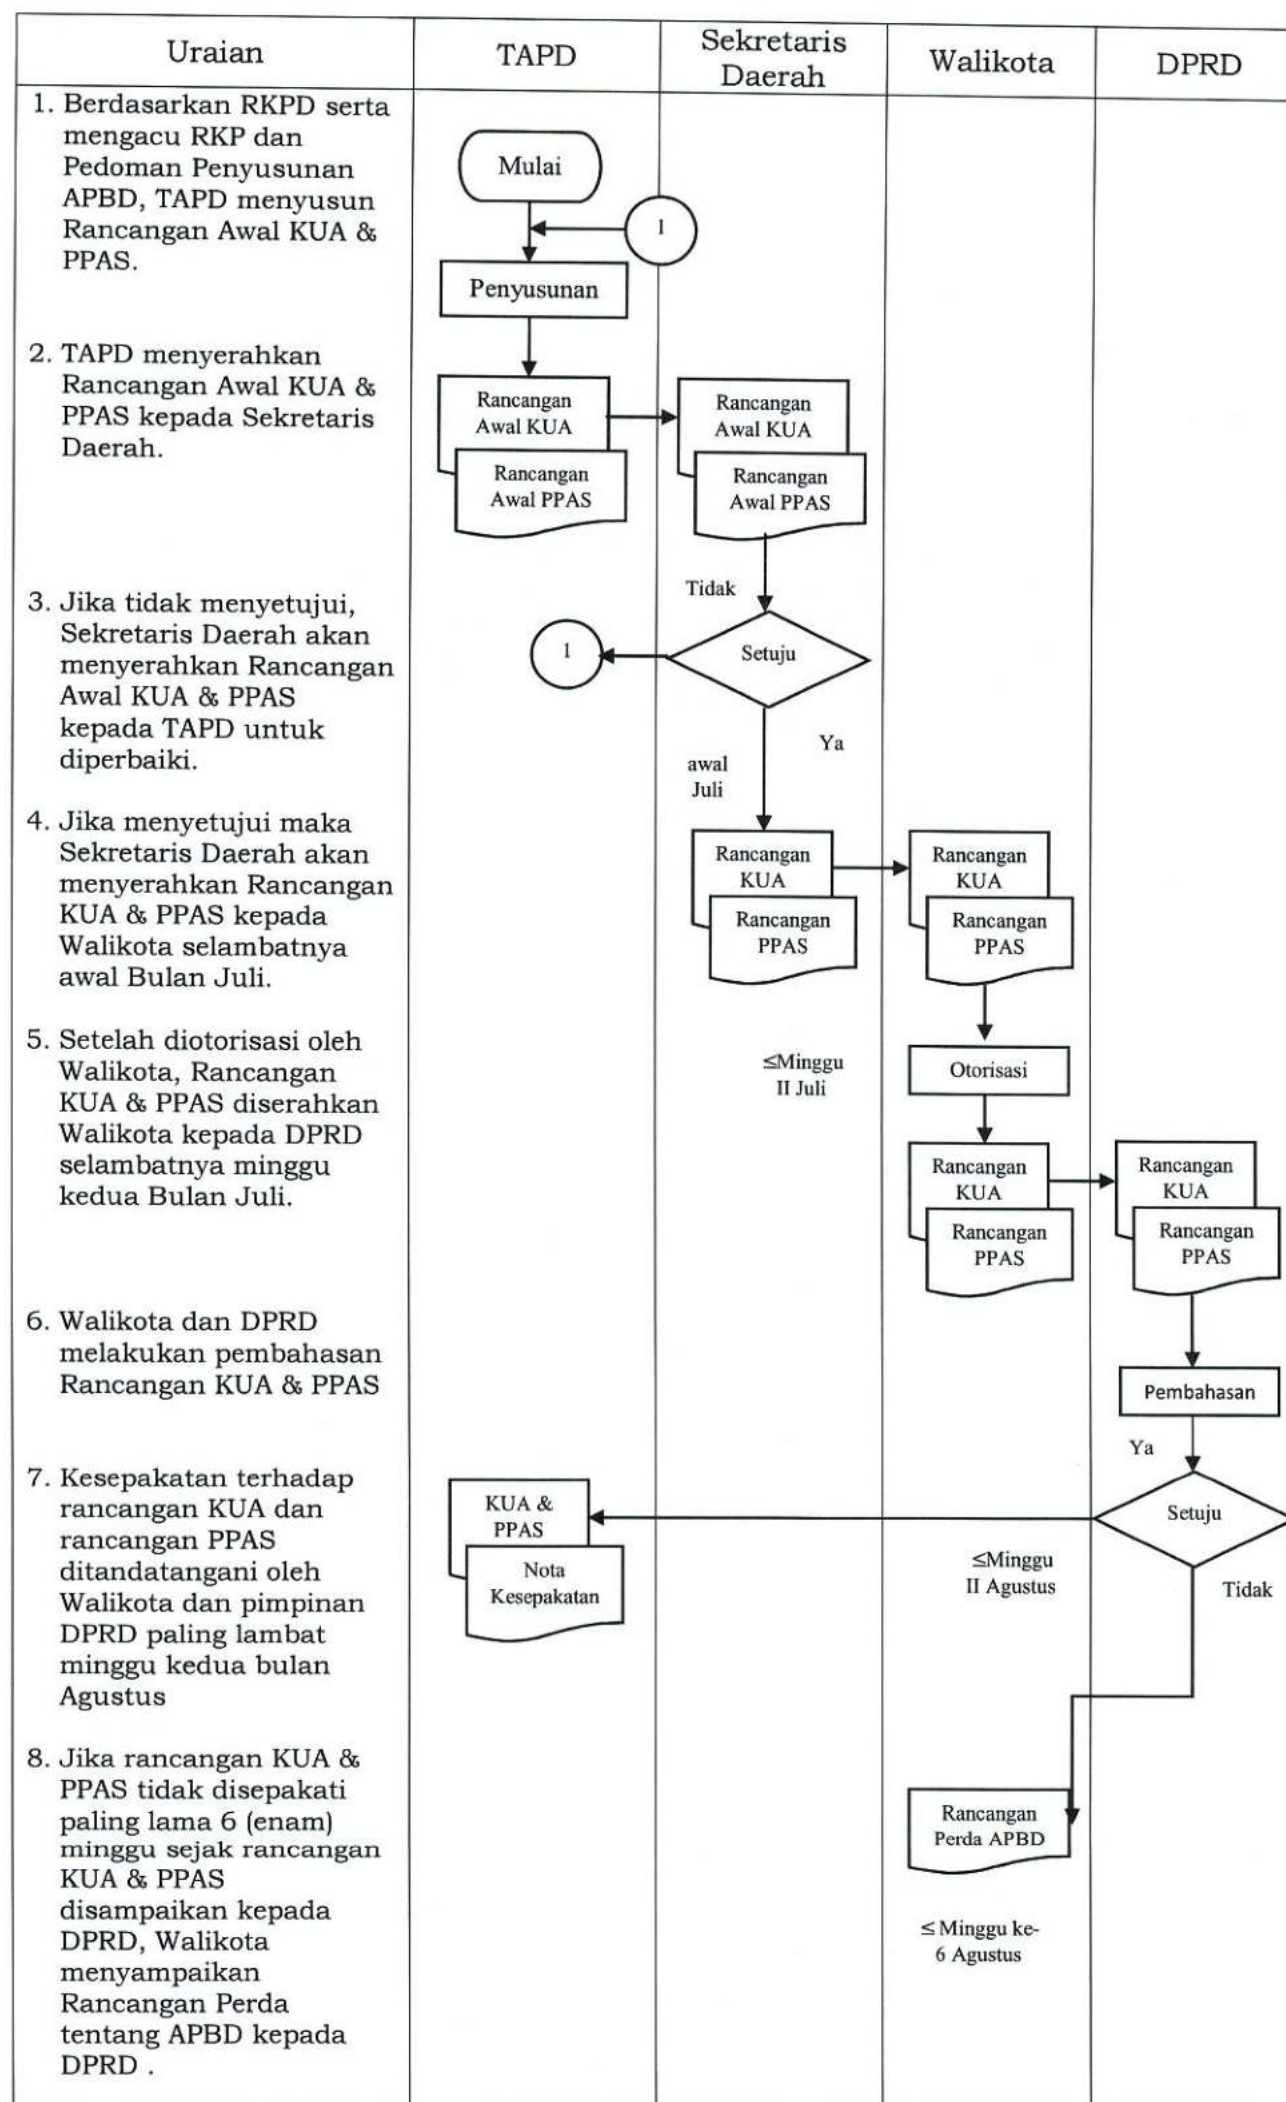 Uraian
TAPD
Sekretaris
Daerah
Walikota
DPRD
1. Berdasarkan RKPD serta
mengacu RKP dan
Pedoman Penyusunan
APBD, TAPD menyusun
Rancangan Awal KUA &
PPAS.
Mulai
1
Penyusunan
2. TAPD menyerahkan
Rancangan Awal KUA &
PPAS kepada Sekretaris
Daerah.
Rancangan
Awal KUA
Rancangan
Awal PPAS
Rancangan
Awal KUA
Rancangan
Awal PPAS
3. Jika tidak menyetujui,
Sekretaris Daerah akan
menyerahkan Rancangan
Awal KUA & PPAS
kepada TAPD untuk
diperbaiki.
Tidak
1
Setuju
Ya
awal
Juli
4. Jika menyetujui maka
Sekretaris Daerah akan
menyerahkan Rancangan
KUA & PPAS kepada
Walikota selambatnya
awal Bulan Juli.
Rancangan
KUA
Rancangan
PPAS
Rancangan
KUA
Rancangan
PPAS
5. Setelah diotorisasi oleh
Walikota, Rancangan
KUA & PPAS diserahkan
Walikota kepada DPRD
selambatnya minggu
kedua Bulan Juli.
≤Minggu
II Juli
Otorisasi
Rancangan
KUA
Rancangan
PPAS
Rancangan
KUA
Rancangan
PPAS
6. Walikota dan DPRD
melakukan pembahasan
Rancangan KUA & PPAS
Pembahasan
Ya
7. Kesepakatan terhadap
rancangan KUA dan
rancangan PPAS
ditandatangani oleh
Walikota dan pimpinan
DPRD paling lambat
minggu kedua bulan
Agustus
KUA &
PPAS
Nota
Kesepakatan
Setuju
≤Minggu
II Agustus
Tidak
8. Jika rancangan KUA &
PPAS tidak disepakati
paling lama 6 (enam)
minggu sejak rancangan
KUA & PPAS
disampaikan kepada
DPRD, Walikota
menyampaikan
Rancangan Perda
tentang APBD kepada
DPRD .
Rancangan
Perda APBD
≤ Minggu ke-
6 Agustus